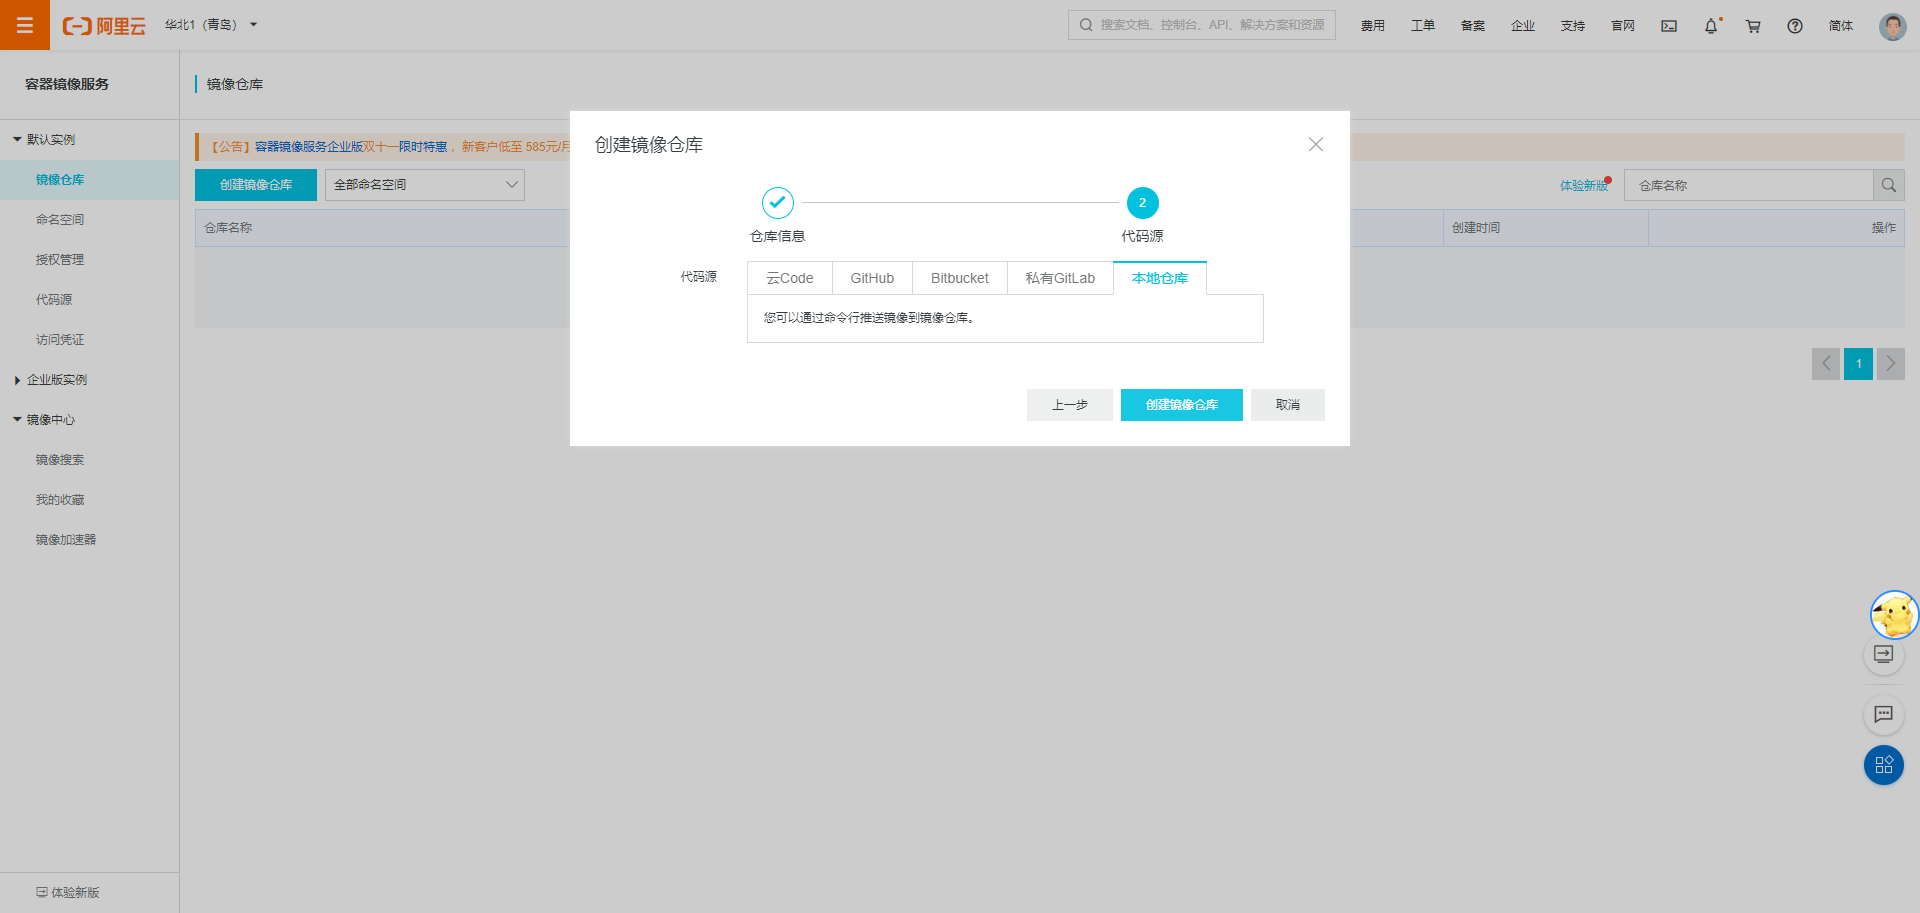 阿里云 华北1（青岛） 搜索文档、控制台、API、解决方案和资源 费用 工单 备案 企业 支持 官网 简体
容器镜像服务
镜像仓库
默认实例
镜像仓库
命名空间
授权管理
代码源
访问凭证
企业版实例
镜像中心
镜像搜索
我的收藏
镜像加速器
体验新版
【公告】容器镜像服务企业版双十一限时特惠，新客户低至 585元/月
创建镜像仓库 全部命名空间 体验新版 仓库名称
仓库名称 创建时间 操作
1
创建镜像仓库
2
仓库信息 代码源
代码源 云Code GitHub Bitbucket 私有GitLab 本地仓库
您可以通过命令行推送镜像到镜像仓库。
上一步 创建镜像仓库 取消